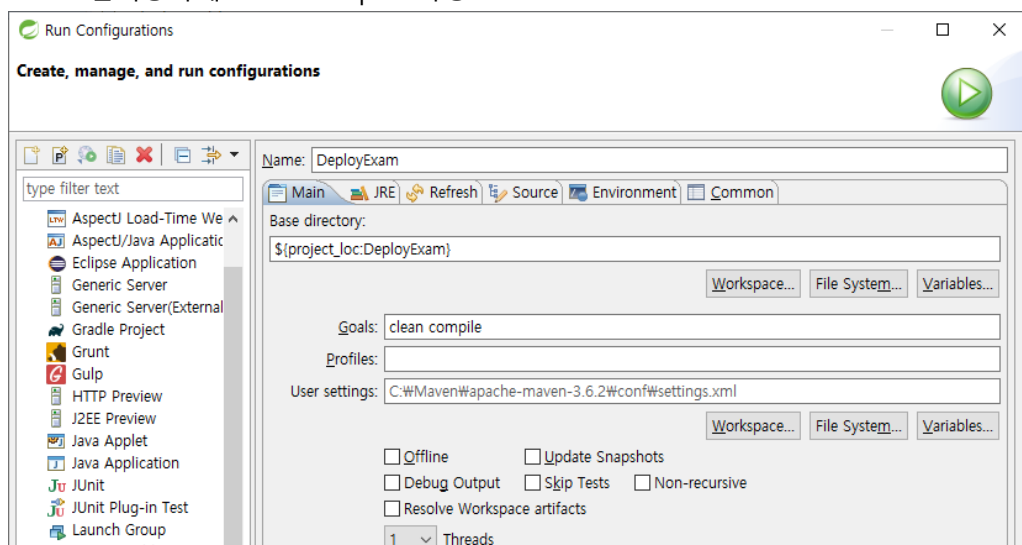 Run Configurations
Create, manage, and run configurations
Name: DeployExam
type filter text
Main JRE Refresh Source Environment Common
AspectJ Load-Time We
AspectJ/Java Applicatic
Eclipse Application
Generic Server
Generic Server(External
Gradle Project
Grunt
Gulp
HTTP Preview
J2EE Preview
Java Applet
Java Application
JUnit
JUnit Plug-in Test
Launch Group
Base directory:
${project_loc:DeployExam}
Workspace... File System... Variables...
Goals: clean compile
Profiles:
User settings: C:₩Maven₩apache-maven-3.6.2₩conf₩settings.xml
Workspace... File System... Variables...
Offline Update Snapshots
Debug Output Skip Tests Non-recursive
Resolve Workspace artifacts
1 Threads